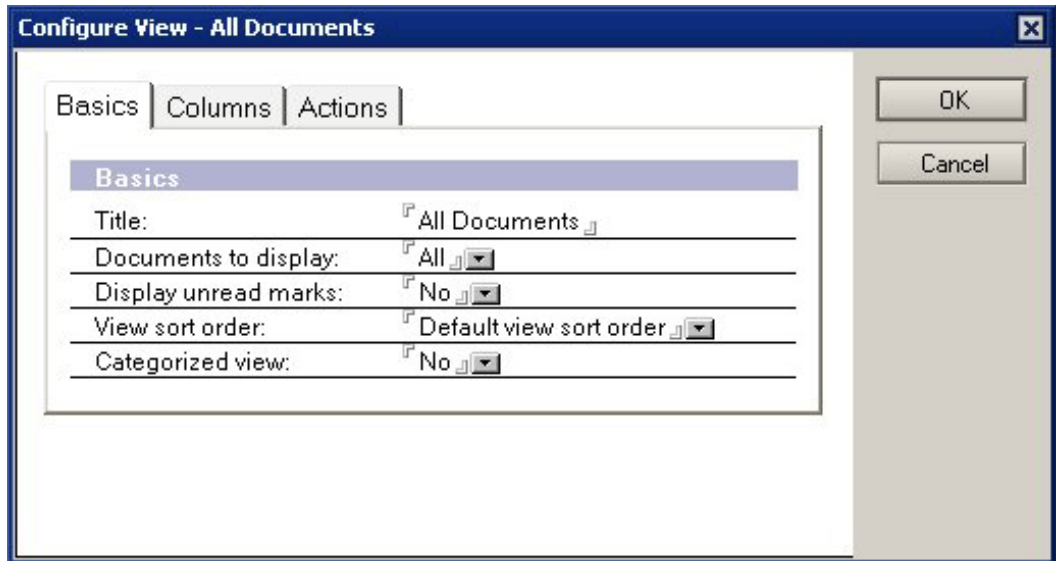 Configure View - All Documents
Basics Columns Actions
OK
Cancel
Basics
Title: All Documents
Documents to display: All
Display unread marks: No
View sort order: Default view sort order
Categorized view: No